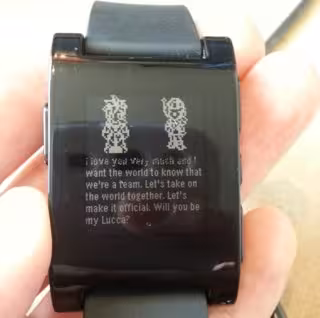 I love you very much and I
want the world to know that
we're a team. Let's take on
the world together. Let's
make it official. Will you be
my Lucca?